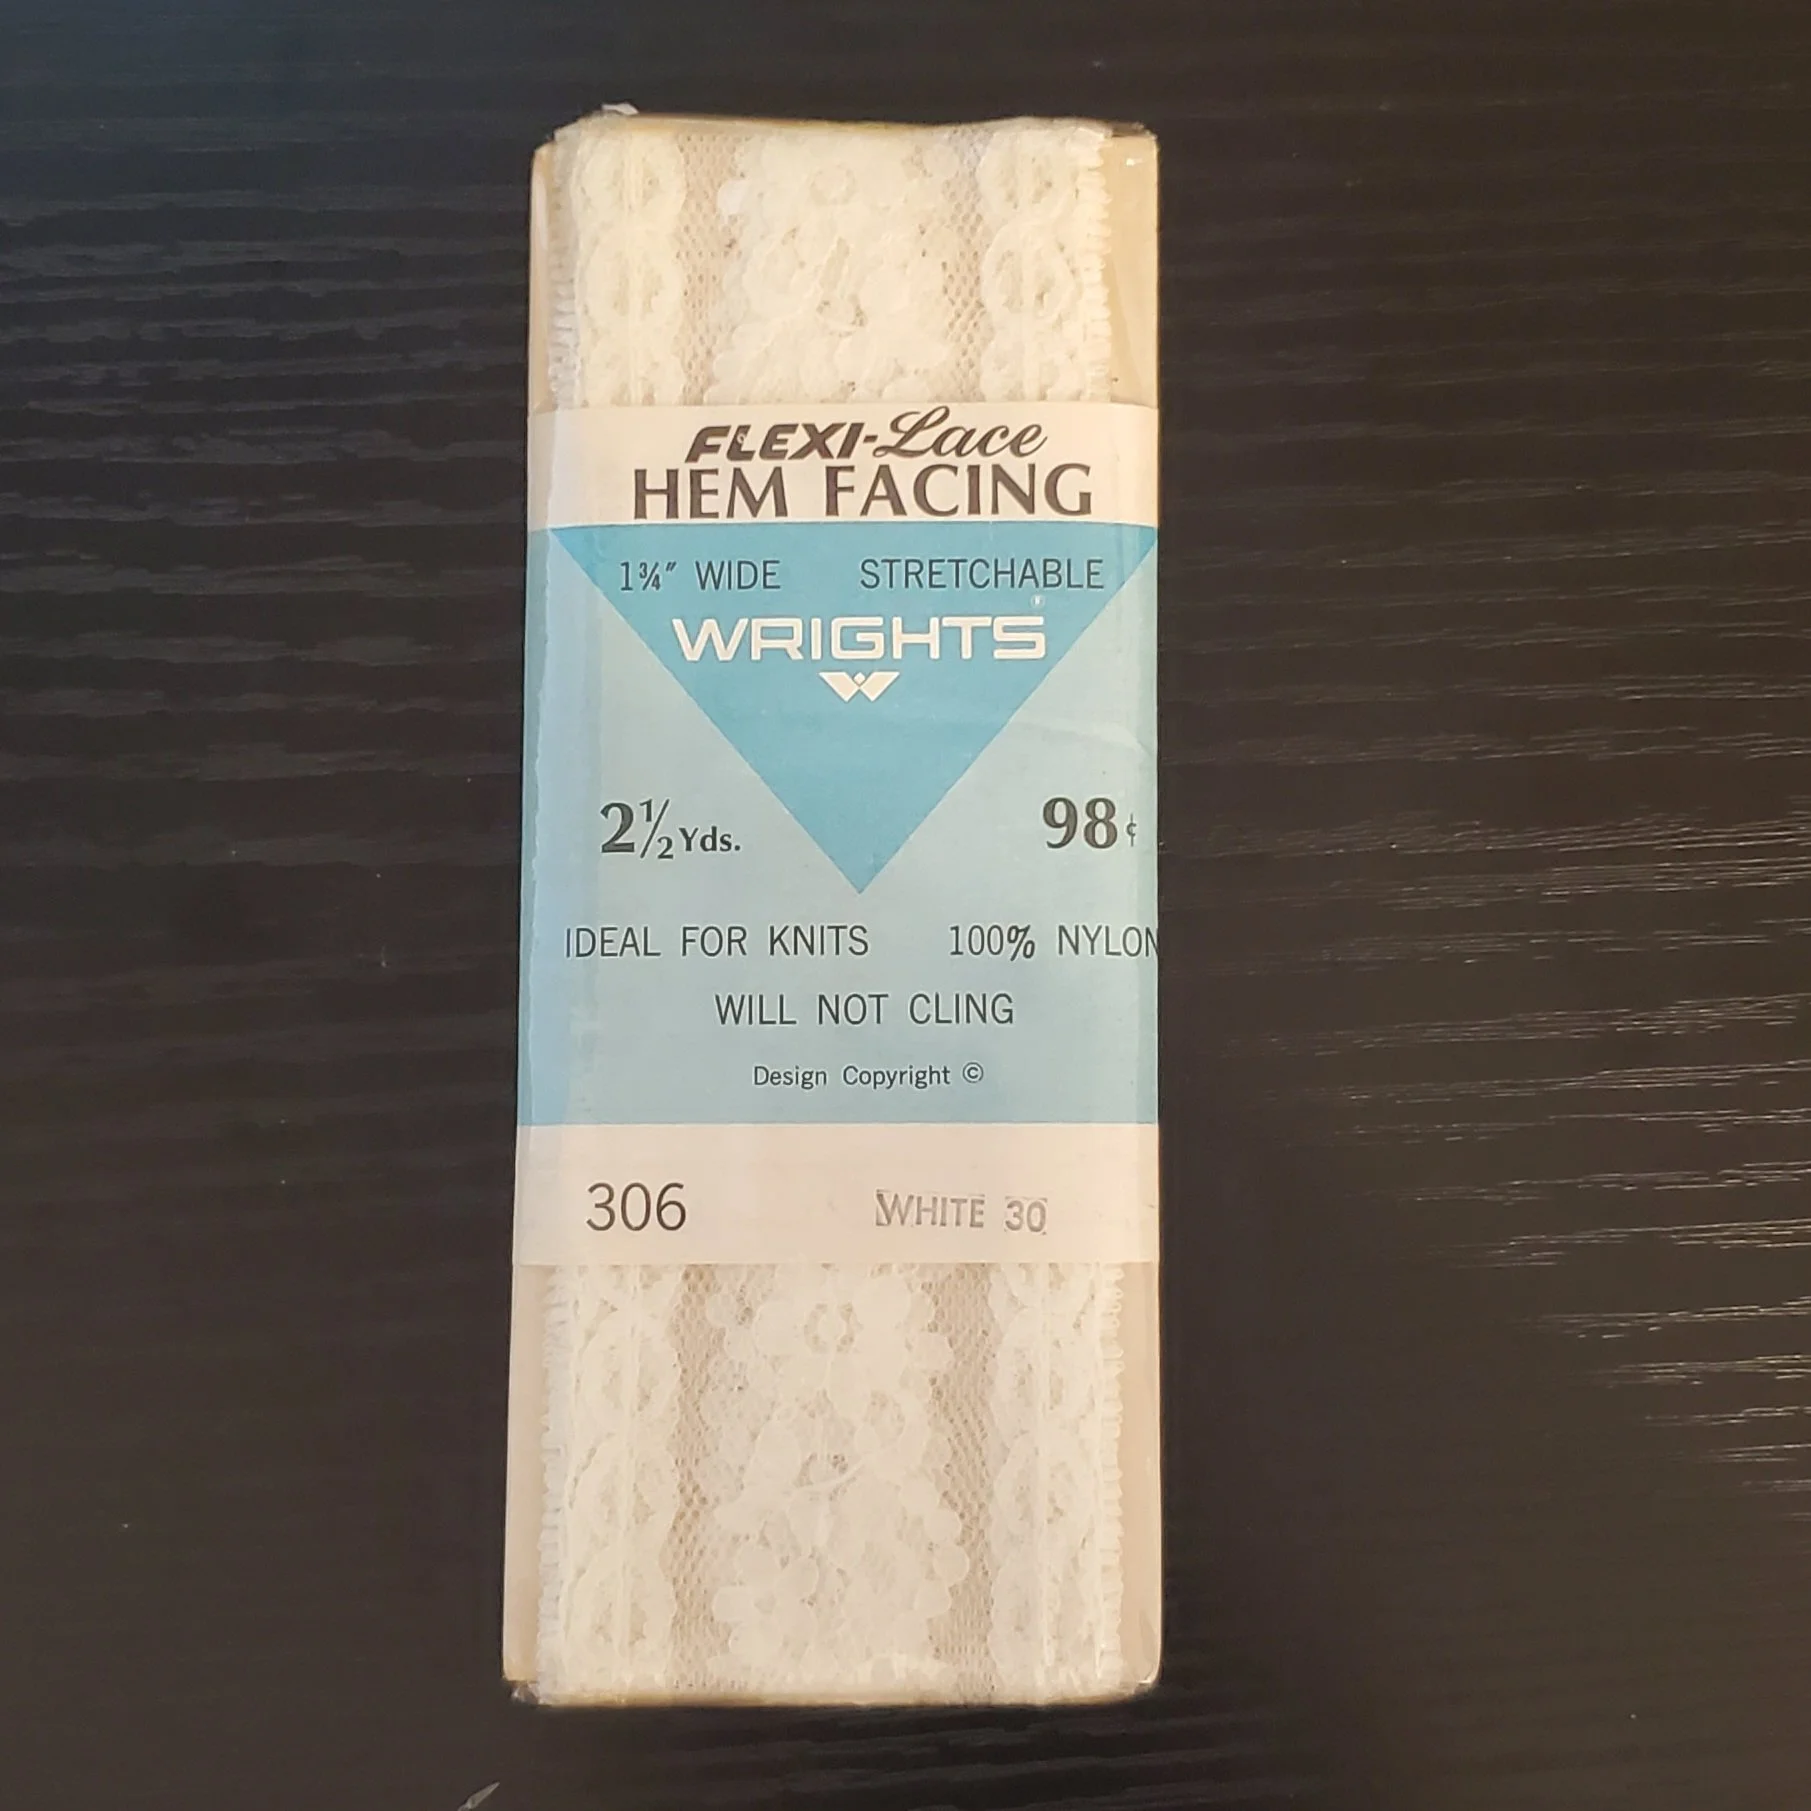 FLEXI-Lace
HEM FACING
1¾" WIDE STRETCHABLE
WRIGHTS®
2½ Yds. 98¢
IDEAL FOR KNITS 100% NYLON
WILL NOT CLING
Design Copyright ©
306 WHITE 30